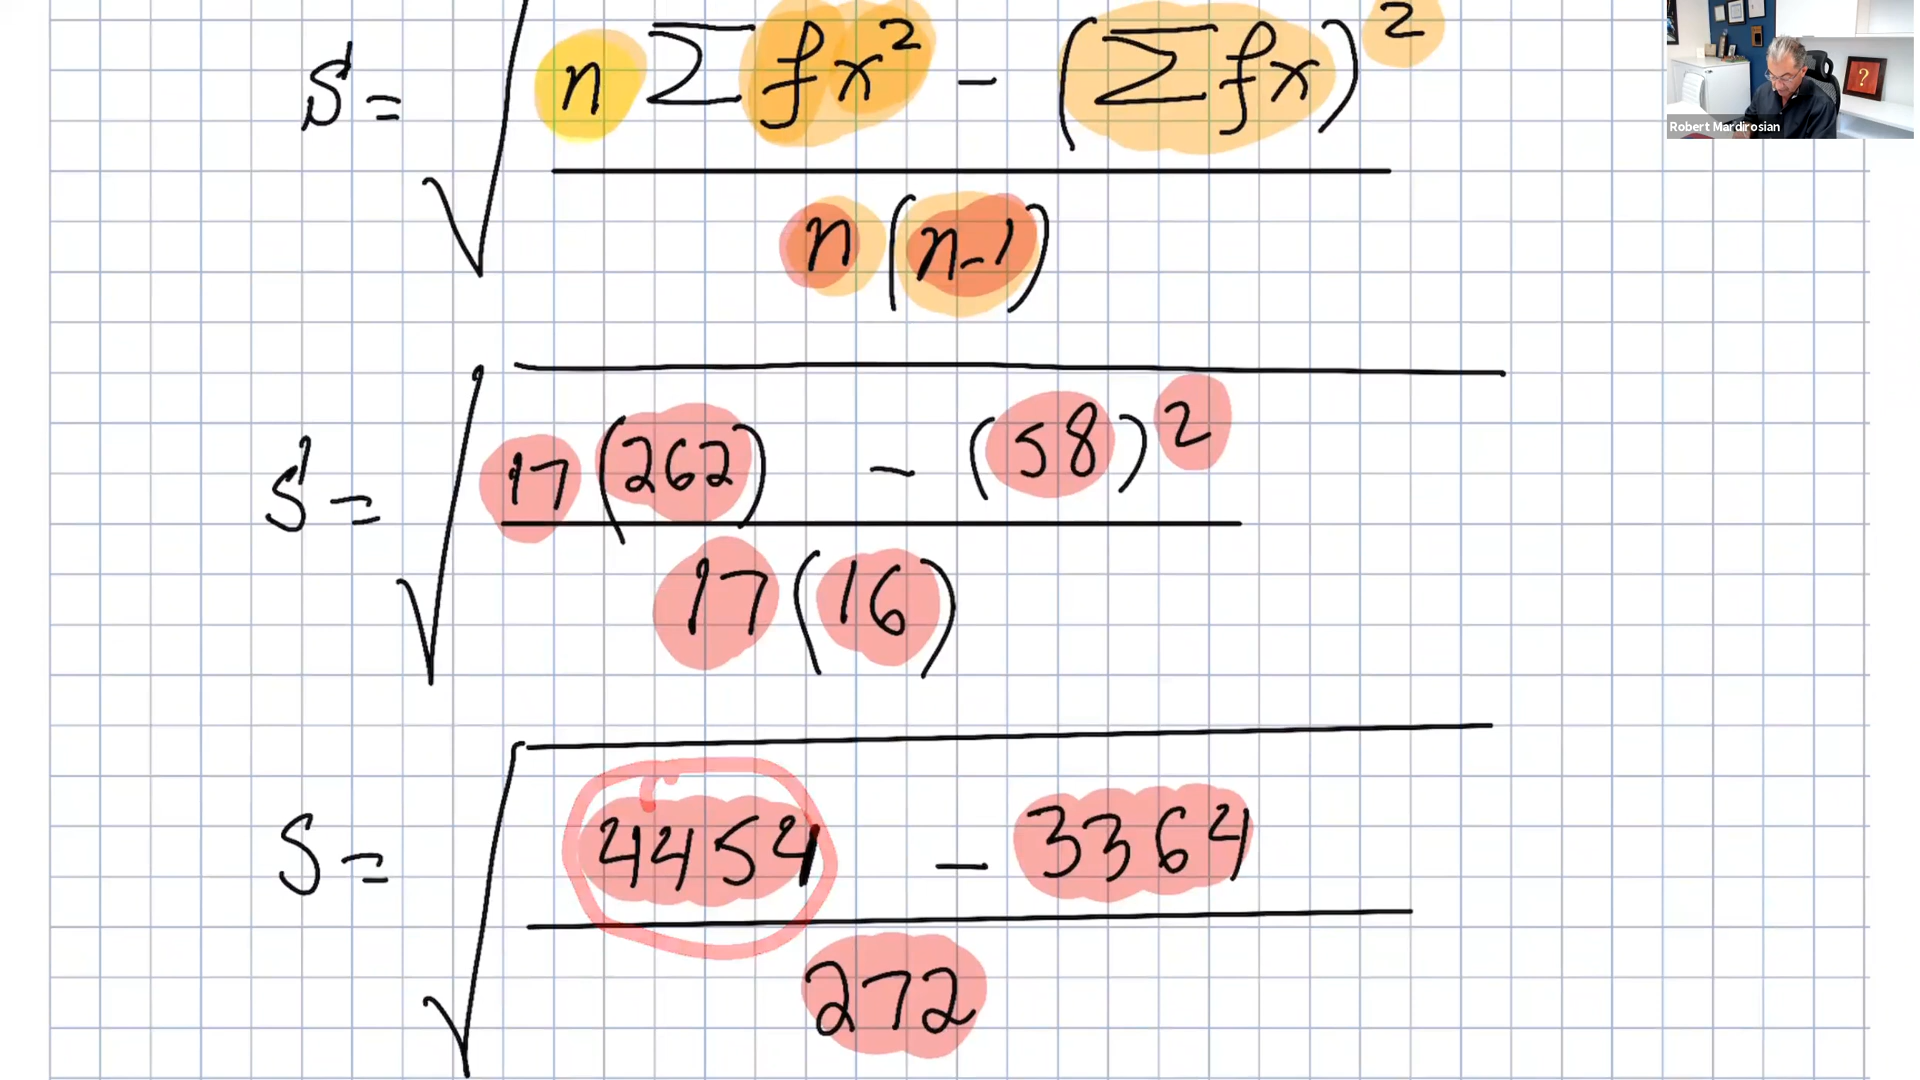 S = √ n Σ fx² - (Σ fx)²
n (n-1)
S = √ 17 (262) - (58)²
17 (16)
S = √ 4454 - 3364
272
?
Robert Mardirosian